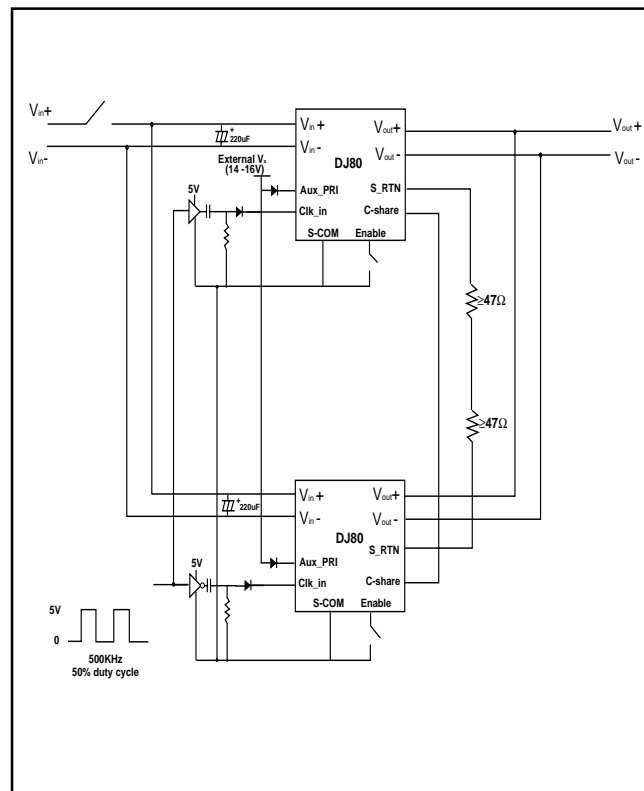 Vin+
Vin-
+
220uF
Vin +
Vin -
Vout+
Vout -
DJ80
Vout+
Vout -
External Vs
(14 -16V)
5V
Aux_PRI
Clk_in
S_RTN
C-share
S-COM
Enable
≥47Ω
≥47Ω
+
220uF
Vin +
Vin -
Vout+
Vout -
DJ80
S_RTN
5V
Aux_PRI
Clk_in
C-share
S-COM
Enable
5V
0
500KHz
50% duty cycle